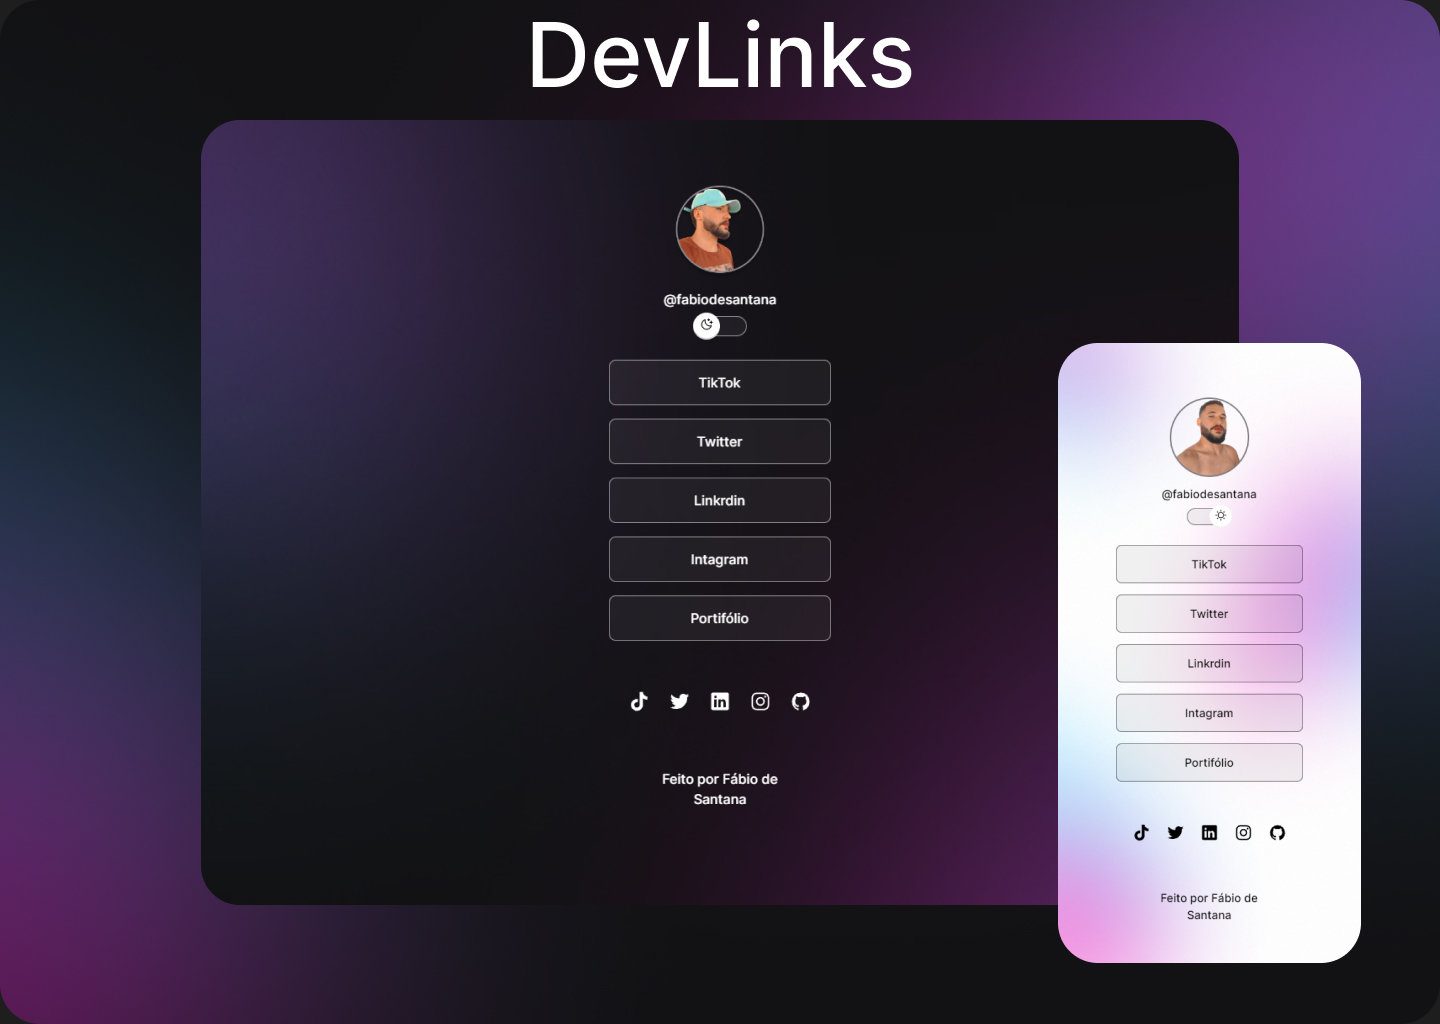 DevLinks
@fabiodesantana
TikTok
Twitter
Linkrdin
Intagram
Portifólio
Feito por Fábio de
Santana
@fabiodesantana
TikTok
Twitter
Linkrdin
Intagram
Portifólio
Feito por Fábio de
Santana